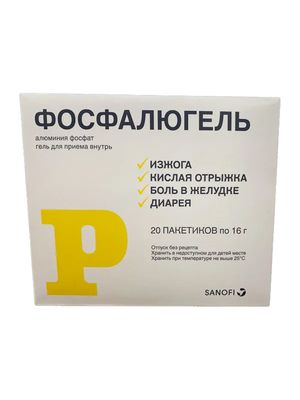 ФОСФАЛЮГЕЛЬ
алюминия фосфат
гель для приема внутрь
ИЗЖОГА
КИСЛАЯ ОТРЫЖКА
БОЛЬ В ЖЕЛУДКЕ
ДИАРЕЯ
P
20 ПАКЕТИКОВ по 16 г
Отпуск без рецепта
Хранить в недоступном для детей месте
Хранить при температуре не выше 25°С
SANOFI